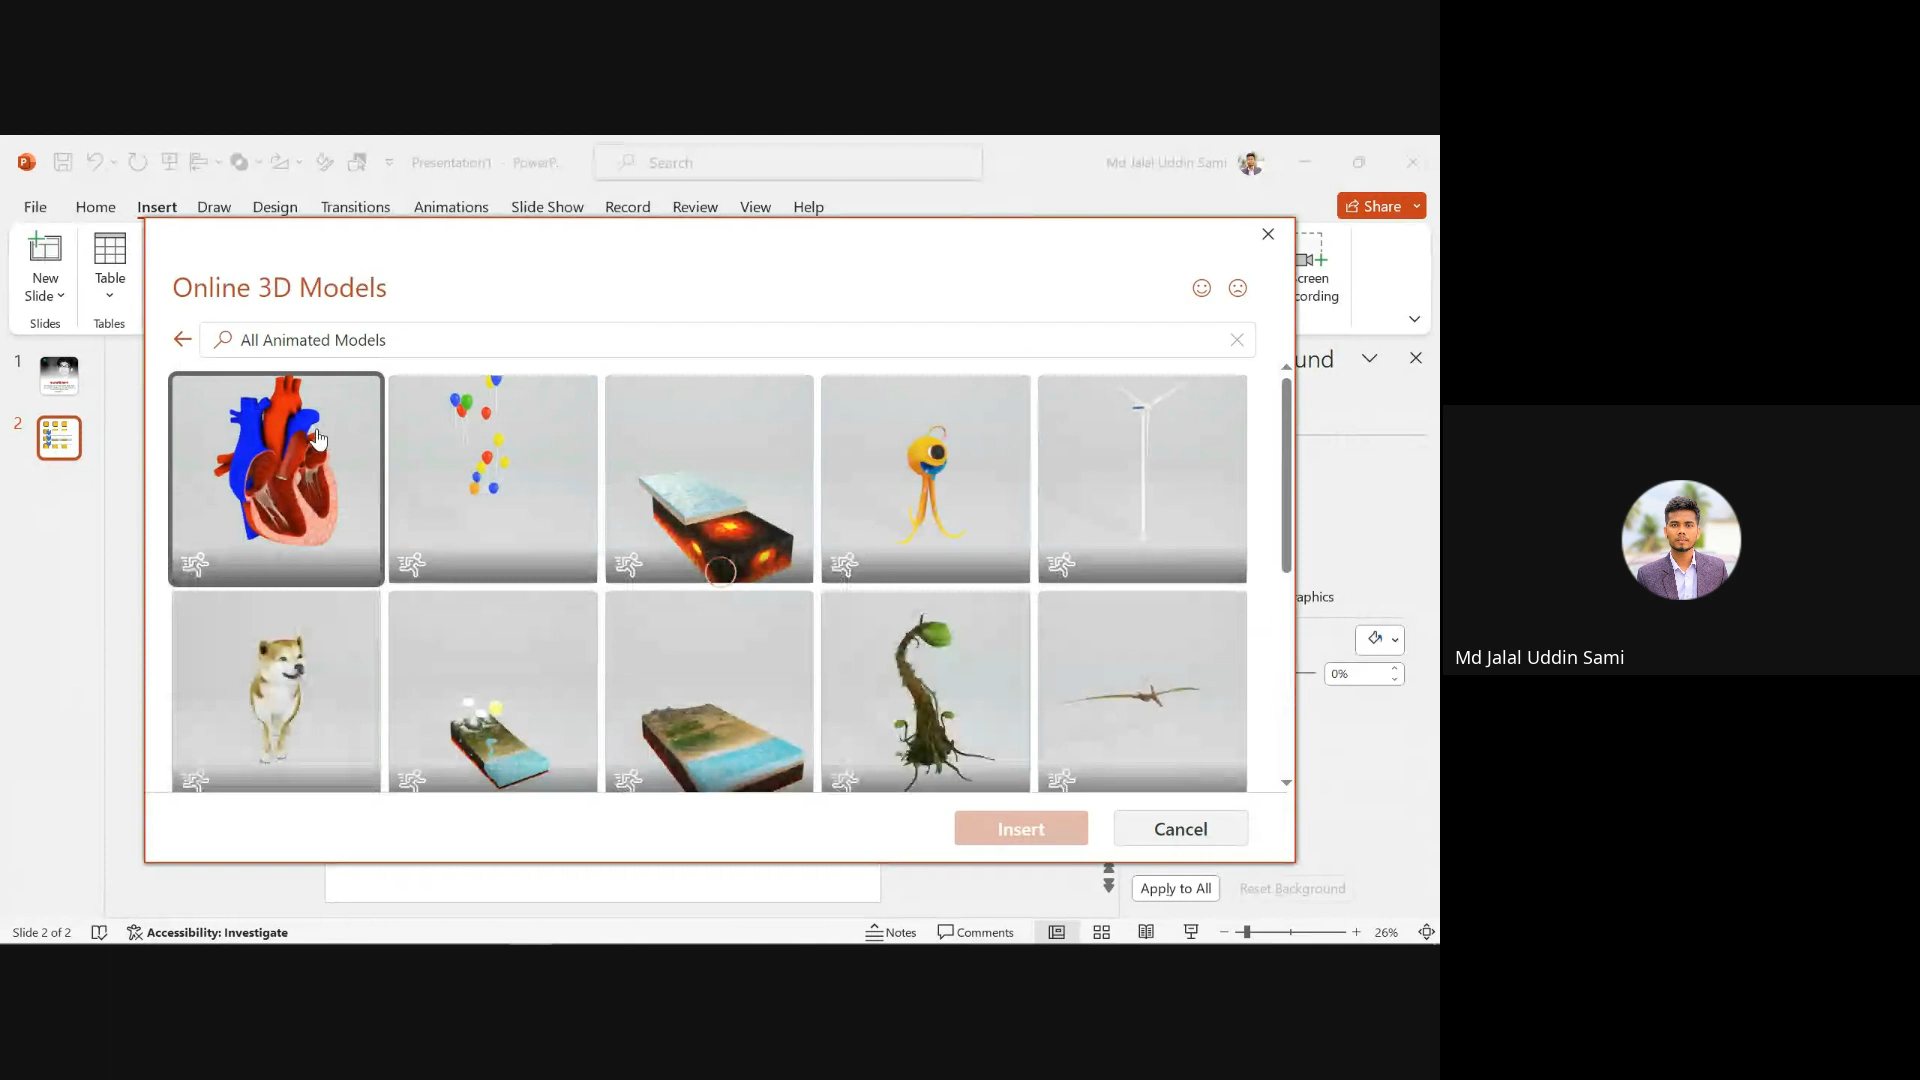 Presentation1 - PowerP...
Search
Md Jalal Uddin Sami
File
Home
Insert
Draw
Design
Transitions
Animations
Slide Show
Record
Review
View
Help
Share
New
Slide
Slides
Table
Tables
creen
cording
Online 3D Models
All Animated Models
1
2
und
aphics
0%
Insert
Cancel
Apply to All
Reset Background
Slide 2 of 2
Accessibility: Investigate
Notes
Comments
26%
Md Jalal Uddin Sami